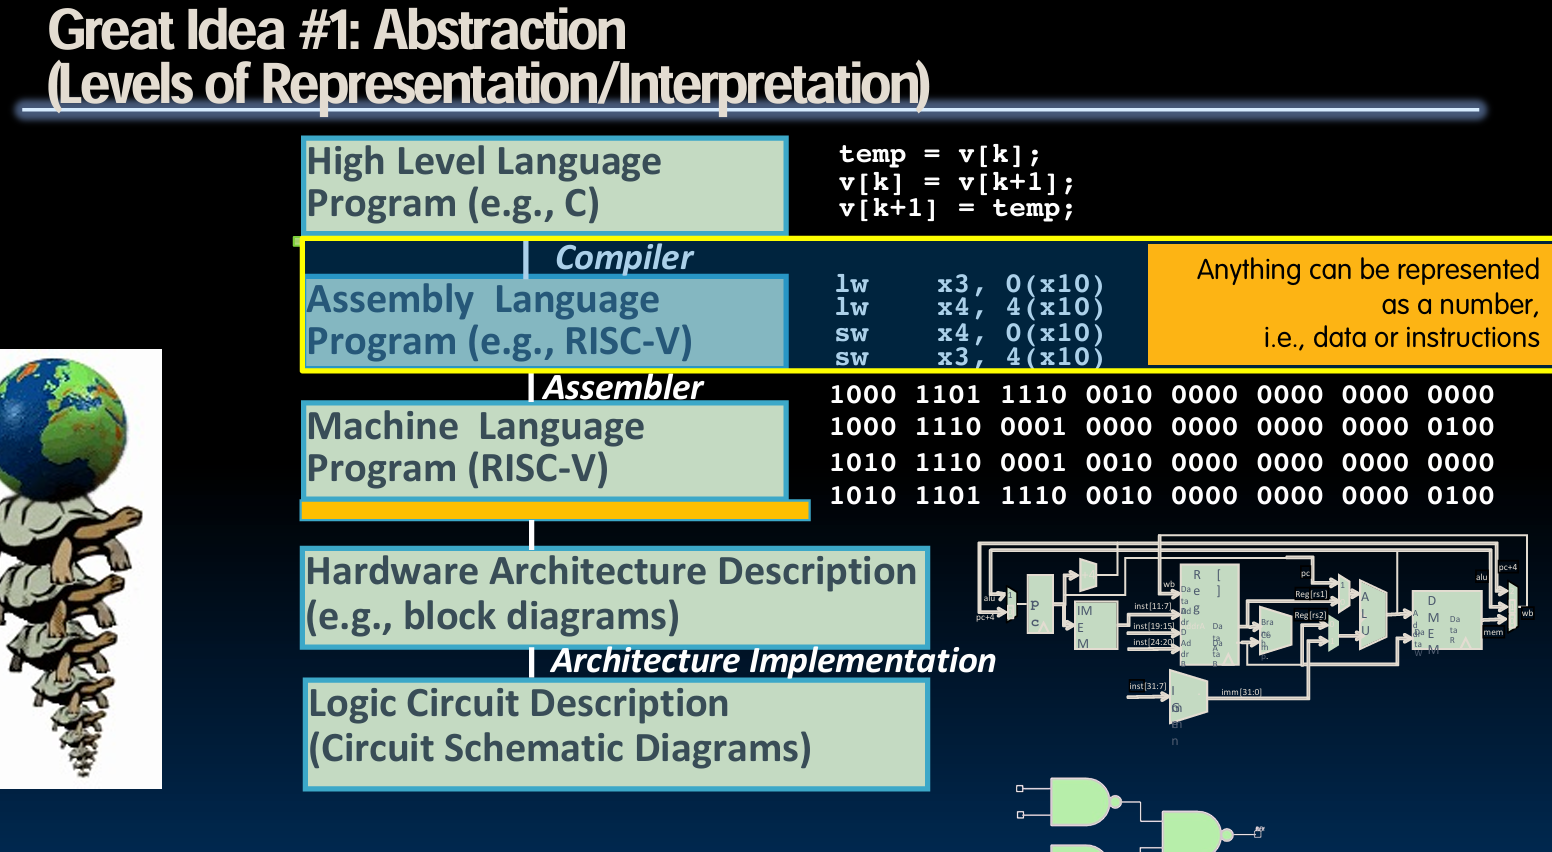 Great Idea #1: Abstraction
(Levels of Representation/Interpretation)
High Level Language
Program (e.g., C)
temp = v[k];
v[k] = v[k+1];
v[k+1] = temp;
Compiler
Anything can be represented
as a number,
i.e., data or instructions
Assembly Language
Program (e.g., RISC-V)
lw x3, 0(x10)
lw x4, 4(x10)
sw x4, 0(x10)
sw x3, 4(x10)
Assembler
Machine Language
Program (RISC-V)
1000 1101 1110 0010 0000 0000 0000 0000
1000 1110 0001 0000 0000 0000 0000 0100
1010 1110 0001 0010 0000 0000 0000 0000
1010 1101 1110 0010 0000 0000 0000 0100
Hardware Architecture Description
(e.g., block diagrams)
Architecture Implementation
Logic Circuit Description
(Circuit Schematic Diagrams)
alu
pc+4
pc
IMEM
wb
inst[11:7]
inst[19:15]
inst[24:20]
Reg[]
pc
Reg[rs1]
Reg[rs2]
ALU
DMEM
alu
pc+4
mem
wb
inst[31:7]
imm[31:0]